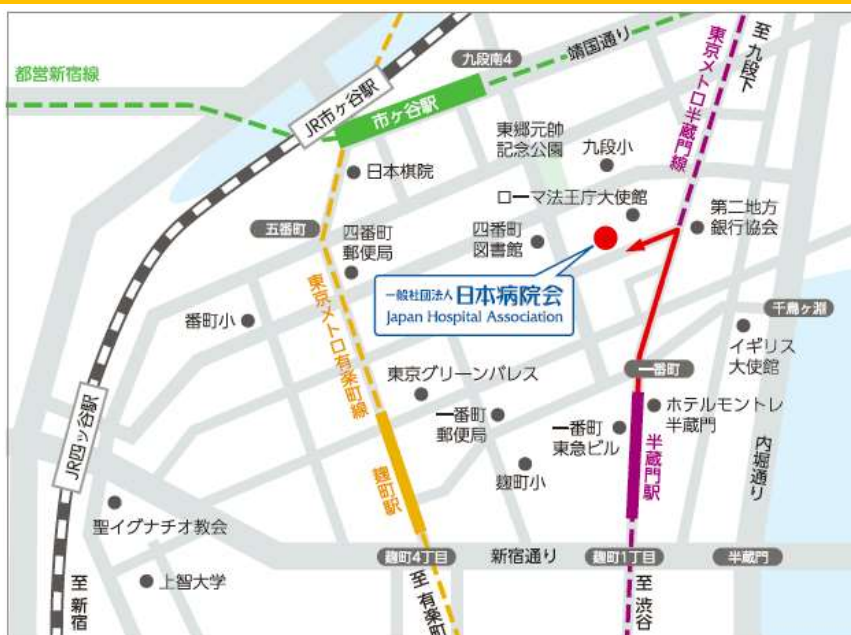 都営新宿線
JR市ヶ谷駅
市ヶ谷駅
九段南4
靖国通り
東京メトロ半蔵門線
至 九段下
日本棋院
東郷元帥
記念公園
九段小
ローマ法王庁大使館
第二地方
銀行協会
五番町
四番町
郵便局
四番町
図書館
一般社団法人 日本病院会
Japan Hospital Association
東京メトロ有楽町線
番町小
千鳥ヶ淵
イギリス
大使館
一番町
東京グリーンパレス
一番町
郵便局
ホテルモントレ
半蔵門
一番町
東急ビル
半蔵門駅
内堀通り
JR四ッ谷駅
麹町駅
麹町小
聖イグナチオ教会
麹町4丁目
新宿通り
麹町1丁目
半蔵門
上智大学
至 新宿
至 有楽町
至 渋谷